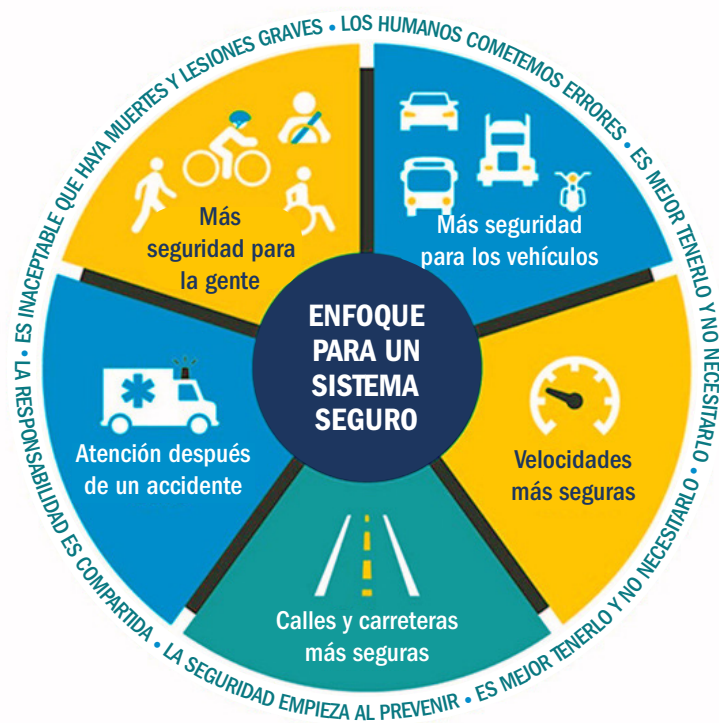 ES INACEPTABLE QUE HAYA MUERTES Y LESIONES GRAVES •
LOS HUMANOS COMETEMOS ERRORES •
ES MEJOR TENERLO Y NO NECESITARLO •
ES MEJOR TENERLO Y NO NECESITARLO •
LA SEGURIDAD EMPIEZA AL PREVENIR •
LA RESPONSABILIDAD ES COMPARTIDA •
Más
seguridad para
la gente
Más seguridad
para los vehículos
ENFOQUE
PARA UN
SISTEMA
SEGURO
Atención después
de un accidente
Velocidades
más seguras
Calles y carreteras
más seguras